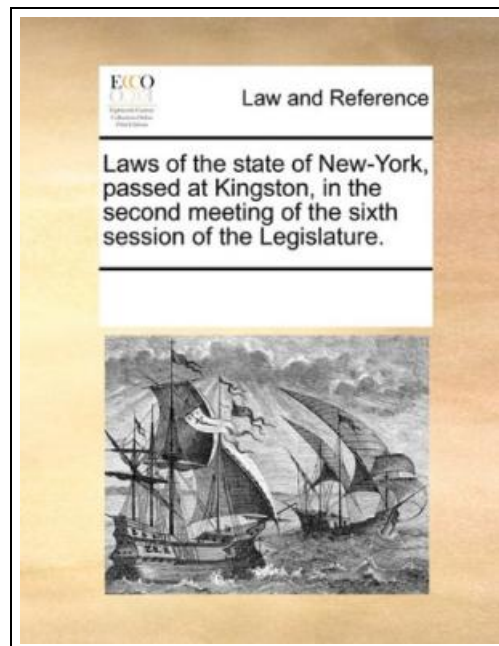 ECCO
Law and Reference
Laws of the state of New-York,
passed at Kingston, in the
second meeting of the sixth
session of the Legislature.